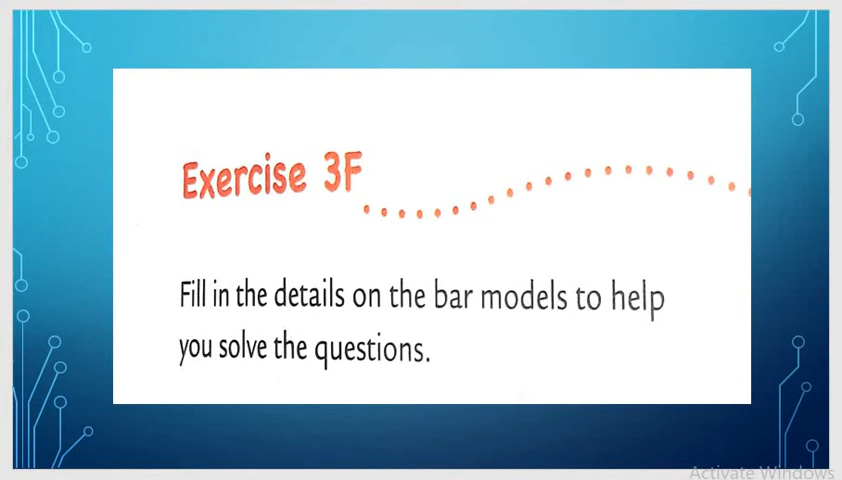 Exercise 3F
Fill in the details on the bar models to help
you solve the questions.
Activate Windows